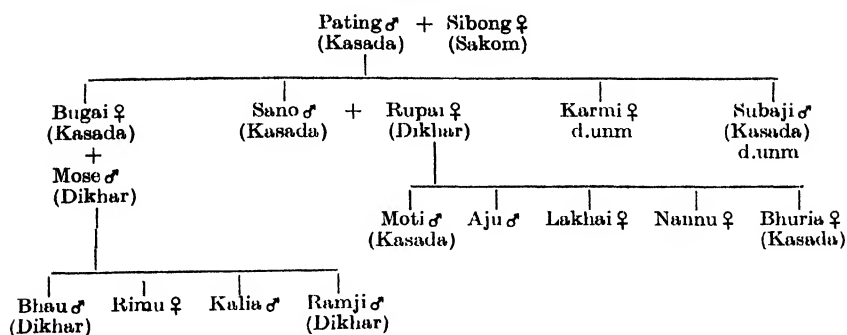 Pating♂ + Sibong♀
(Kasada) (Sakom)
Bugai♀ Sano♂ + Rupai♀ Karmi♀ Subaji♂
(Kasada) (Kasada) (Dikhar) d.unm (Kasada)
+ d.unm
Mose♂
(Dikhar)
Moti♂ Aju♂ Lakhai♀ Nannu♀ Bhuria♀
(Kasada) (Kasada)
Bhau♂ Rimu♀ Kalia♂ Ramji♂
(Dikhar) (Dikhar)